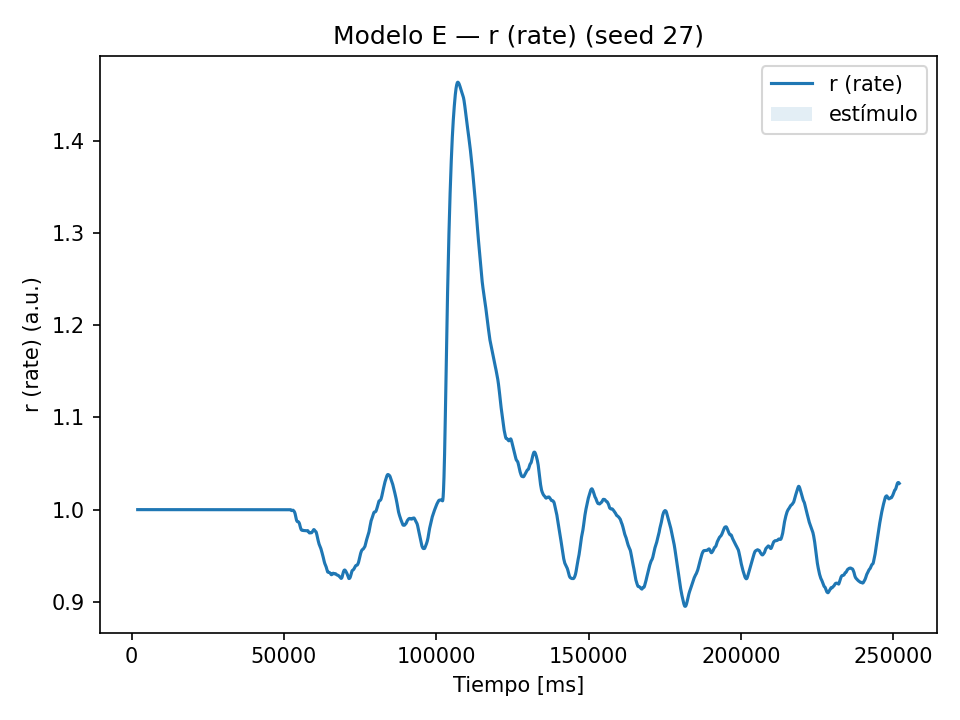 Modelo E — r (rate) (seed 27)
r (rate)
estímulo
r (rate) (a.u.)
1.4
1.3
1.2
1.1
1.0
0.9
0
50000
100000
150000
200000
250000
Tiempo [ms]